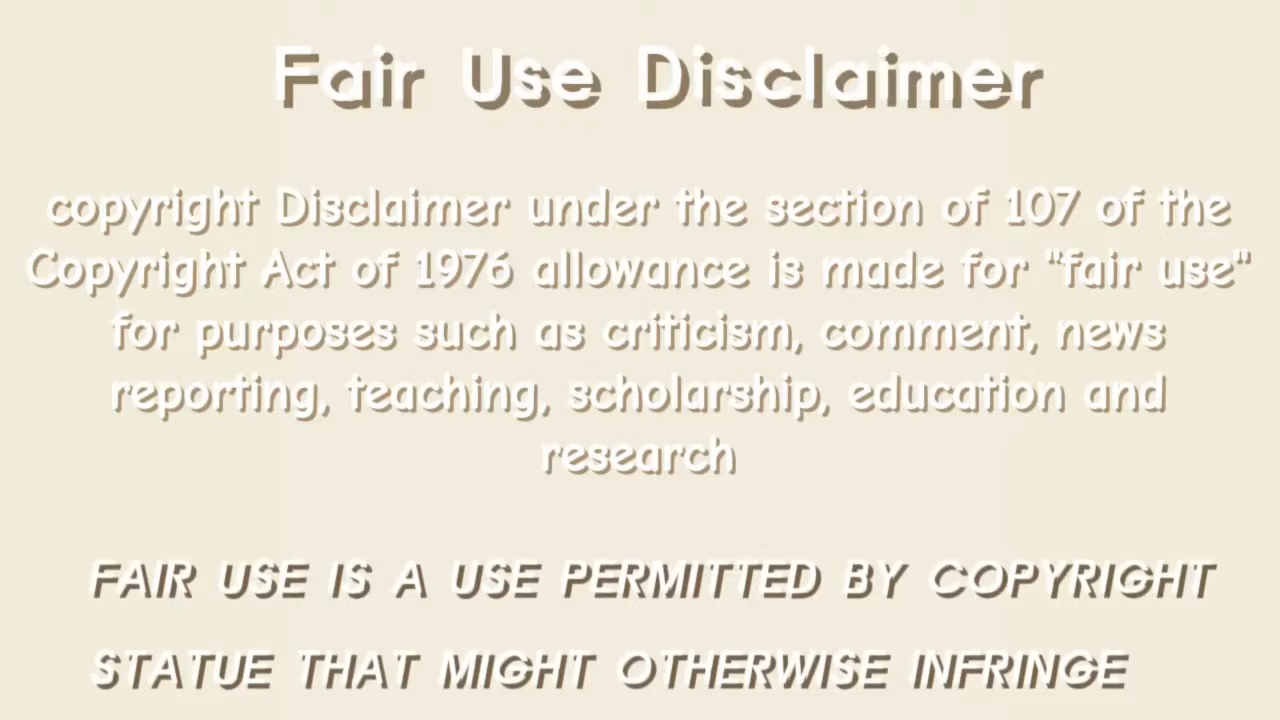 Fair Use Disclaimer
copyright Disclaimer under the section of 107 of the
Copyright Act of 1976 allowance is made for "fair use"
for purposes such as criticism, comment, news
reporting, teaching, scholarship, education and
research
FAIR USE IS A USE PERMITTED BY COPYRIGHT
STATUE THAT MIGHT OTHERWISE INFRINGE